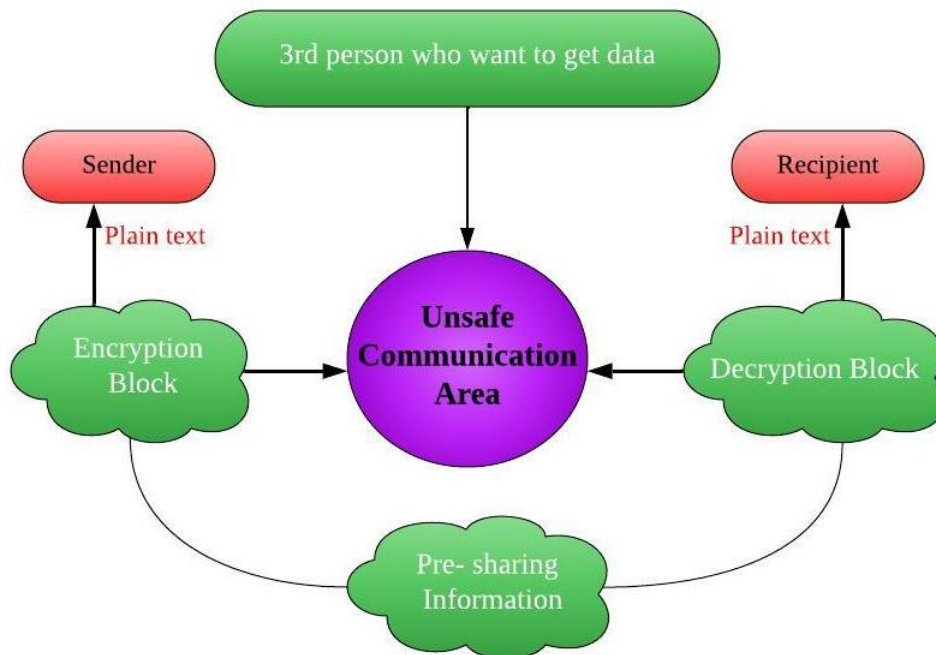 3rd person who want to get data
Sender
Recipient
Plain text
Plain text
Unsafe
Communication
Area
Encryption
Block
Decryption Block
Pre- sharing
Information